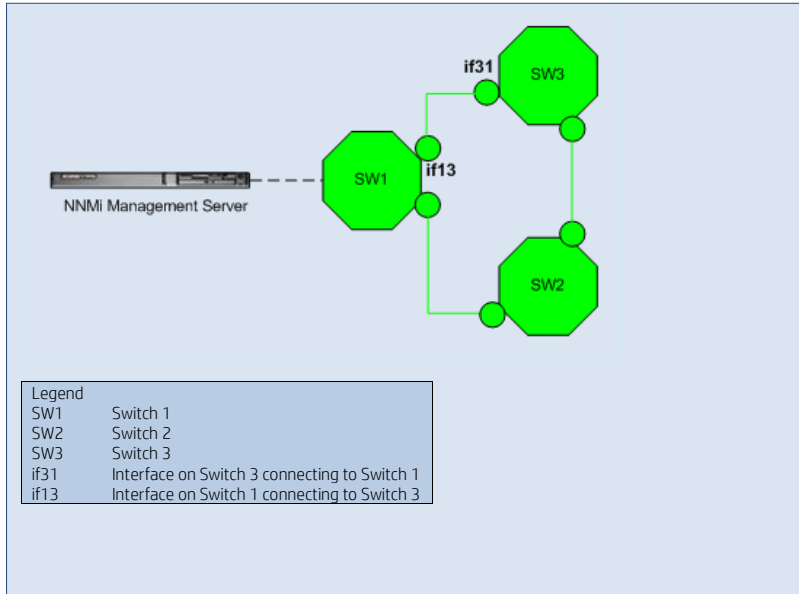 if31
SW3
SW1
if13
NNMi Management Server
SW2
Legend
SW1 Switch 1
SW2 Switch 2
SW3 Switch 3
if31 Interface on Switch 3 connecting to Switch 1
if13 Interface on Switch 1 connecting to Switch 3